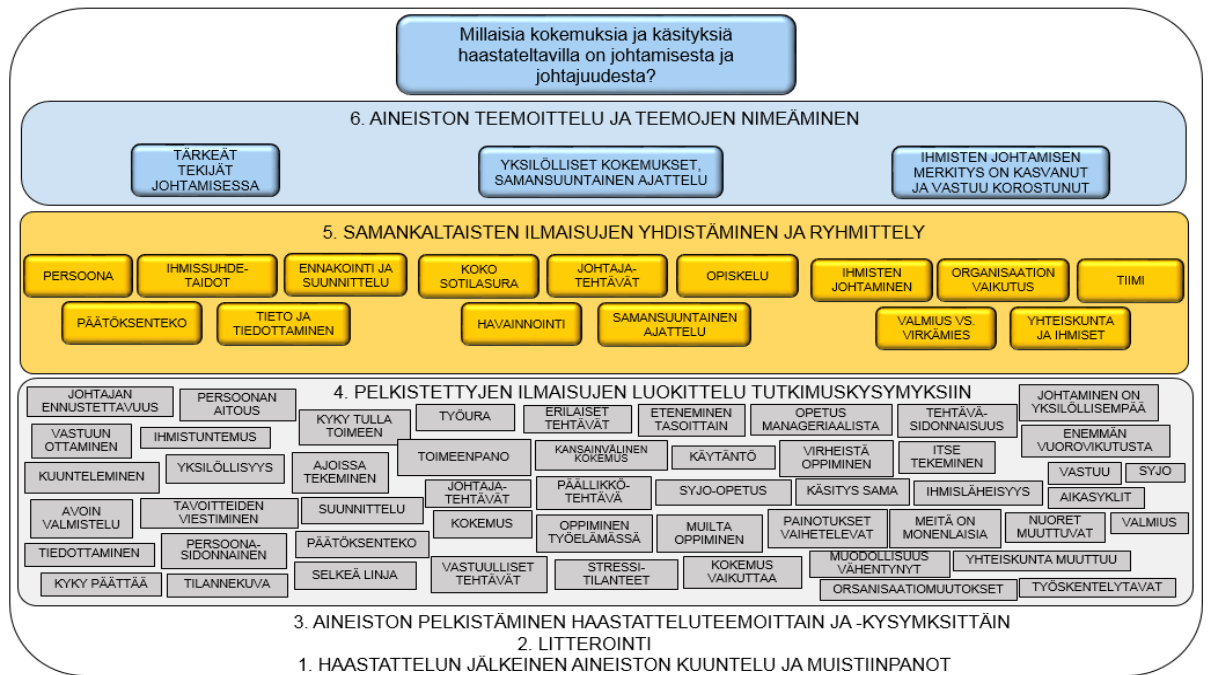 Millaisia kokemuksia ja käsityksiä
haastateltavilla on johtamisesta ja
johtajuudesta?
6. AINEISTON TEEMOITTELU JA TEEMOJEN NIMEÄMINEN
TÄRKEÄT
TEKIJÄT
JOHTAMISESSA
YKSILÖLLISET KOKEMUKSET,
SAMANSUUNTAINEN AJATTELU
IHMISTEN JOHTAMISEN
MERKITYS ON KASVANUT
JA VASTUU KOROSTUNUT
5. SAMANKALTAISTEN ILMAISUJEN YHDISTÄMINEN JA RYHMITTELY
PERSOONA
IHMISSUHDE-
TAIDOT
ENNAKOINTI JA
SUUNNITTELU
KOKO
SOTILASURA
JOHTAJA-
TEHTÄVÄT
OPISKELU
IHMISTEN
JOHTAMINEN
ORGANISAATION
VAIKUTUS
TIIMI
PÄÄTÖKSENTEKO
TIETO JA
TIEDOTTAMINEN
HAVAINNOINTI
SAMANSUUNTAINEN
AJATTELU
VALMIUS VS.
VIRKÄMIES
YHTEISKUNTA
JA IHMISET
4. PELKISTETTYJEN ILMAISUJEN LUOKITTELU TUTKIMUSKYSYMYKSIIN
JOHTAJAN
ENNUSTETTAVUUS
PERSOONAN
AITOUS
KYKY TULLA
TOIMEEN
TYÖURA
ERILAISET
TEHTÄVÄT
ETENEMINEN
TASOITTAIN
OPETUS
MANAGERIAALISTA
TEHTÄVÄ-
SIDONNAISUUS
JOHTAMINEN ON
YKSILÖLLISEMPÄÄ
VASTUUN
OTTAMINEN
IHMISTUNTEMUS
ENEMMÄN
VUOROVIKUTUSTA
KUUNTELEMINEN
YKSILÖLLISYYS
AJOISSA
TEKEMINEN
TOIMEENPANO
KANSAINVÄLINEN
KOKEMUS
KÄYTÄNTÖ
VIRHEISTÄ
OPPIMINEN
ITSE
TEKEMINEN
VASTUU
SYJO
JOHTAJA-
TEHTÄVÄT
PÄÄLLIKKÖ-
TEHTÄVÄ
SYJO-OPETUS
KÄSITYS SAMA
IHMISLÄHEISYYS
AIKASYKLIT
AVOIN
VALMISTELU
TAVOITTEIDEN
VIESTIMINEN
SUUNNITTELU
KOKEMUS
OPPIMINEN
TYÖELÄMÄSSÄ
MUILTA
OPPIMINEN
PAINOTUKSET
VAIHETELEVAT
MEITÄ ON
MONENLAISIA
NUORET
MUUTTUVAT
VALMIUS
TIEDOTTAMINEN
PERSOONA-
SIDONNAINEN
PÄÄTÖKSENTEKO
MUODOLLISUUS
VÄHENTYNYT
YHTEISKUNTA MUUTTUU
KYKY PÄÄTTÄÄ
TILANNEKUVA
SELKEÄ LINJA
VASTUULLISET
TEHTÄVÄT
STRESSI-
TILANTEET
KOKEMUS
VAIKUTTAA
ORSANISAATIOMUUTOKSET
TYÖSKENTELYTAVAT
3. AINEISTON PELKISTÄMINEN HAASTATTELUTEEMOITTAIN JA -KYSYMKSITTÄIN
2. LITTEROINTI
1. HAASTATTELUN JÄLKEINEN AINEISTON KUUNTELU JA MUISTIINPANOT